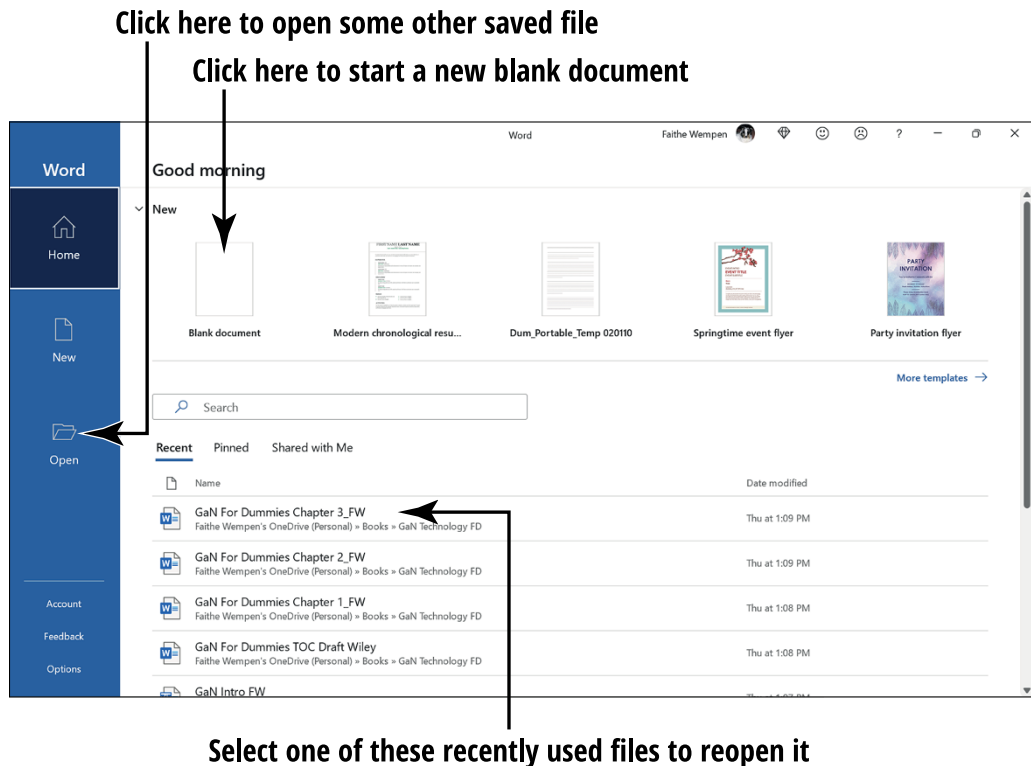 Click here to open some other saved file
Click here to start a new blank document
Word
Faithe Wempen
?
Word
Good morning
New
Home
Blank document
Modern chronological resu...
Dum_Portable_Temp 020110
Springtime event flyer
Party invitation flyer
PARTY
INVITATION
EVENT TITLE
FIRST NAME LAST NAME
New
More templates
Search
Open
Recent Pinned Shared with Me
Name Date modified
GaN For Dummies Chapter 3_FW
Faithe Wempen's OneDrive (Personal) » Books » GaN Technology FD
Thu at 1:09 PM
GaN For Dummies Chapter 2_FW
Faithe Wempen's OneDrive (Personal) » Books » GaN Technology FD
Thu at 1:09 PM
GaN For Dummies Chapter 1_FW
Faithe Wempen's OneDrive (Personal) » Books » GaN Technology FD
Thu at 1:08 PM
GaN For Dummies TOC Draft Wiley
Faithe Wempen's OneDrive (Personal) » Books » GaN Technology FD
Thu at 1:08 PM
GaN Intro FW
Account
Feedback
Options
Select one of these recently used files to reopen it